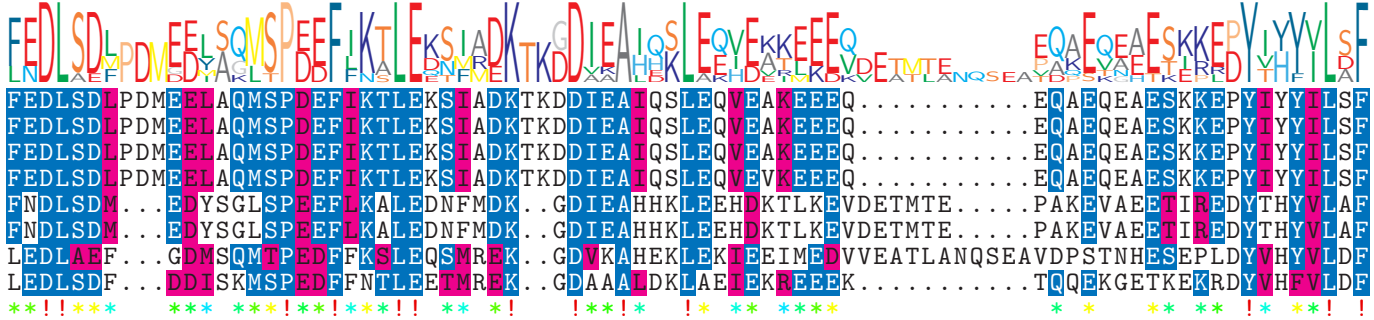 FEDLSDLPDMEELAQMSPDEFIKTLEKSIADKTKDDIEAIQSLEQVEAKEEEQ...........EQAEQEAESKKEPYIYYILSF
FEDLSDLPDMEELAQMSPDEFIKTLEKSIADKTKDDIEAIQSLEQVEAKEEEQ...........EQAEQEAESKKEPYIYYILSF
FEDLSDLPDMEELAQMSPDEFIKTLEKSIADKTKDDIEAIQSLEQVEAKEEEQ...........EQAEQEAESKKEPYIYYILSF
FEDLSDLPDMEELAQMSPDEFIKTLEKSIADKTKDDIEAIQSLEQVEVKEEEQ...........EQAEQEAESKKEPYIYYILSF
FNDLSDM...EDYSGLSPEEFLKALEDNFMDK..GDIEAHHKLEEHDKTLKEVDETMTE.....PAKEVAEETIREDYTHYVLAF
FNDLSDM...EDYSGLSPEEFLKALEDNFMDK..GDIEAHHKLEEHDKTLKEVDETMTE.....PAKEVAEETIREDYTHYVLAF
LEDLAEF...GDMSQMTPEDFFKSLEQSMREK..GDVKAHEKLEKIEEIMEDVVEATLANQSEAVDPSTNHESEPLDYVHYVLDF
LEDLSDF...DDISKMSPEDFFNTLEETMREK..GDAAALDKLAEIEKREEEK...........TQQEKGETKEKRDYVHFVLDF
**!!***   *** ***!**!***!! ** *!   !**!*  !* ** *****             * *   ** ** !* **! !